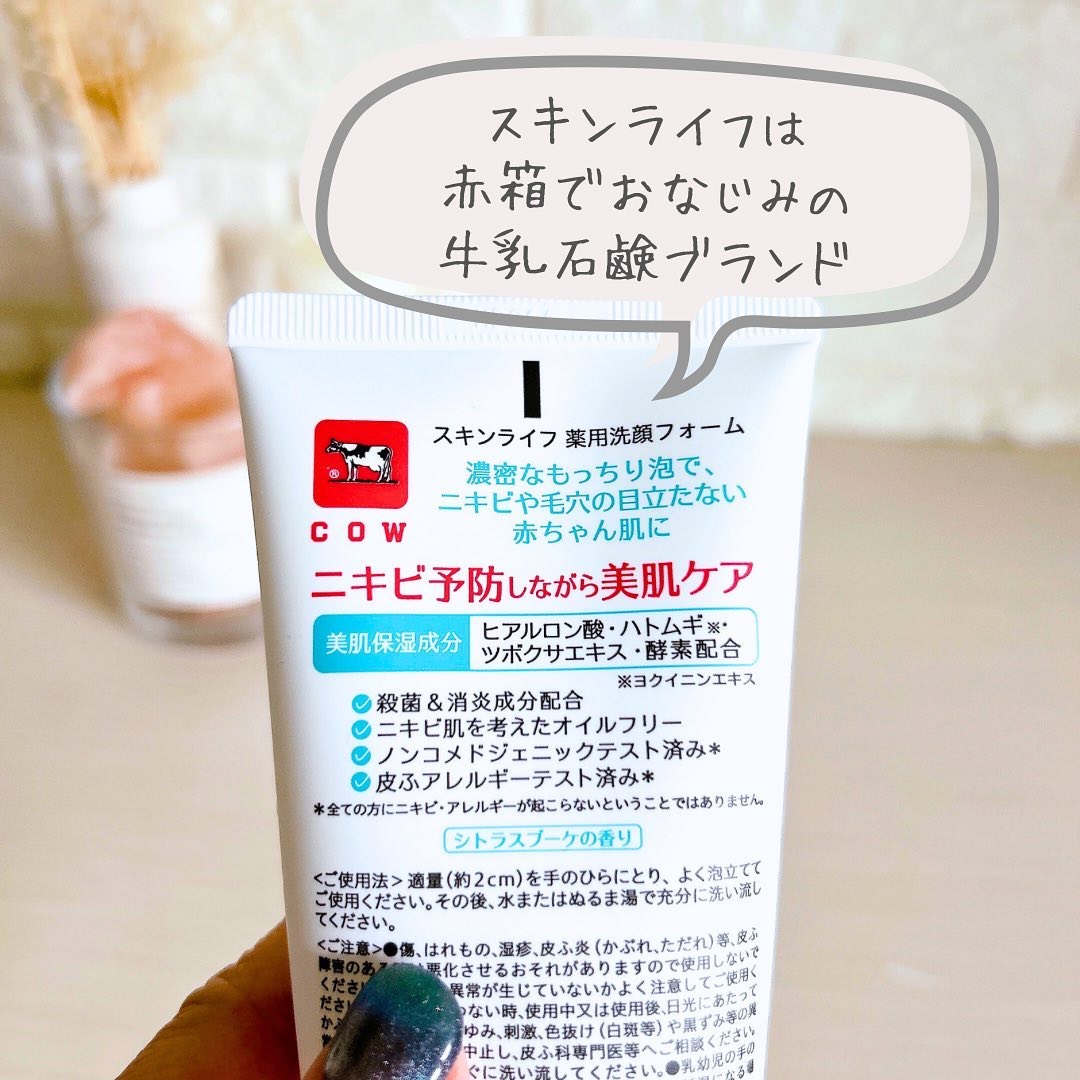 スキンライフは
赤箱でおなじみの
牛乳石鹸ブランド
スキンライフ 薬用洗顔フォーム
濃密なもっちり泡で、
ニキビや毛穴の目立たない
赤ちゃん肌に
®
COW
ニキビ予防しながら美肌ケア
美肌保湿成分
ヒアルロン酸・ハトムギ※・
ツボクサエキス・酵素配合
※ヨクイニンエキス
殺菌&消炎成分配合
ニキビ肌を考えたオイルフリー
ノンコメドジェニックテスト済み*
皮ふアレルギーテスト済み*
*全ての方にニキビ・アレルギーが起こらないということではありません。
シトラスブーケの香り
<ご使用法>適量(約2cm)を手のひらにとり、よく泡立てて
ご使用ください。その後、水またはぬるま湯で充分に洗い流し
てください。
<ご注意>●傷、はれもの、湿疹、皮ふ炎(かぶれ、ただれ)等、皮ふ
障害のある 悪化させるおそれがありますので使用しないで
くださ 異常が生じていないかよく注意してご使用く
ださ わない時、使用中又は使用後、日光にあたって
かぶ ゆみ、刺激、色抜け(白斑等)や黒ずみ等の異
中止し、皮ふ科専門医等へご相談ください。
ぐに洗い流してください。●乳幼児の手の